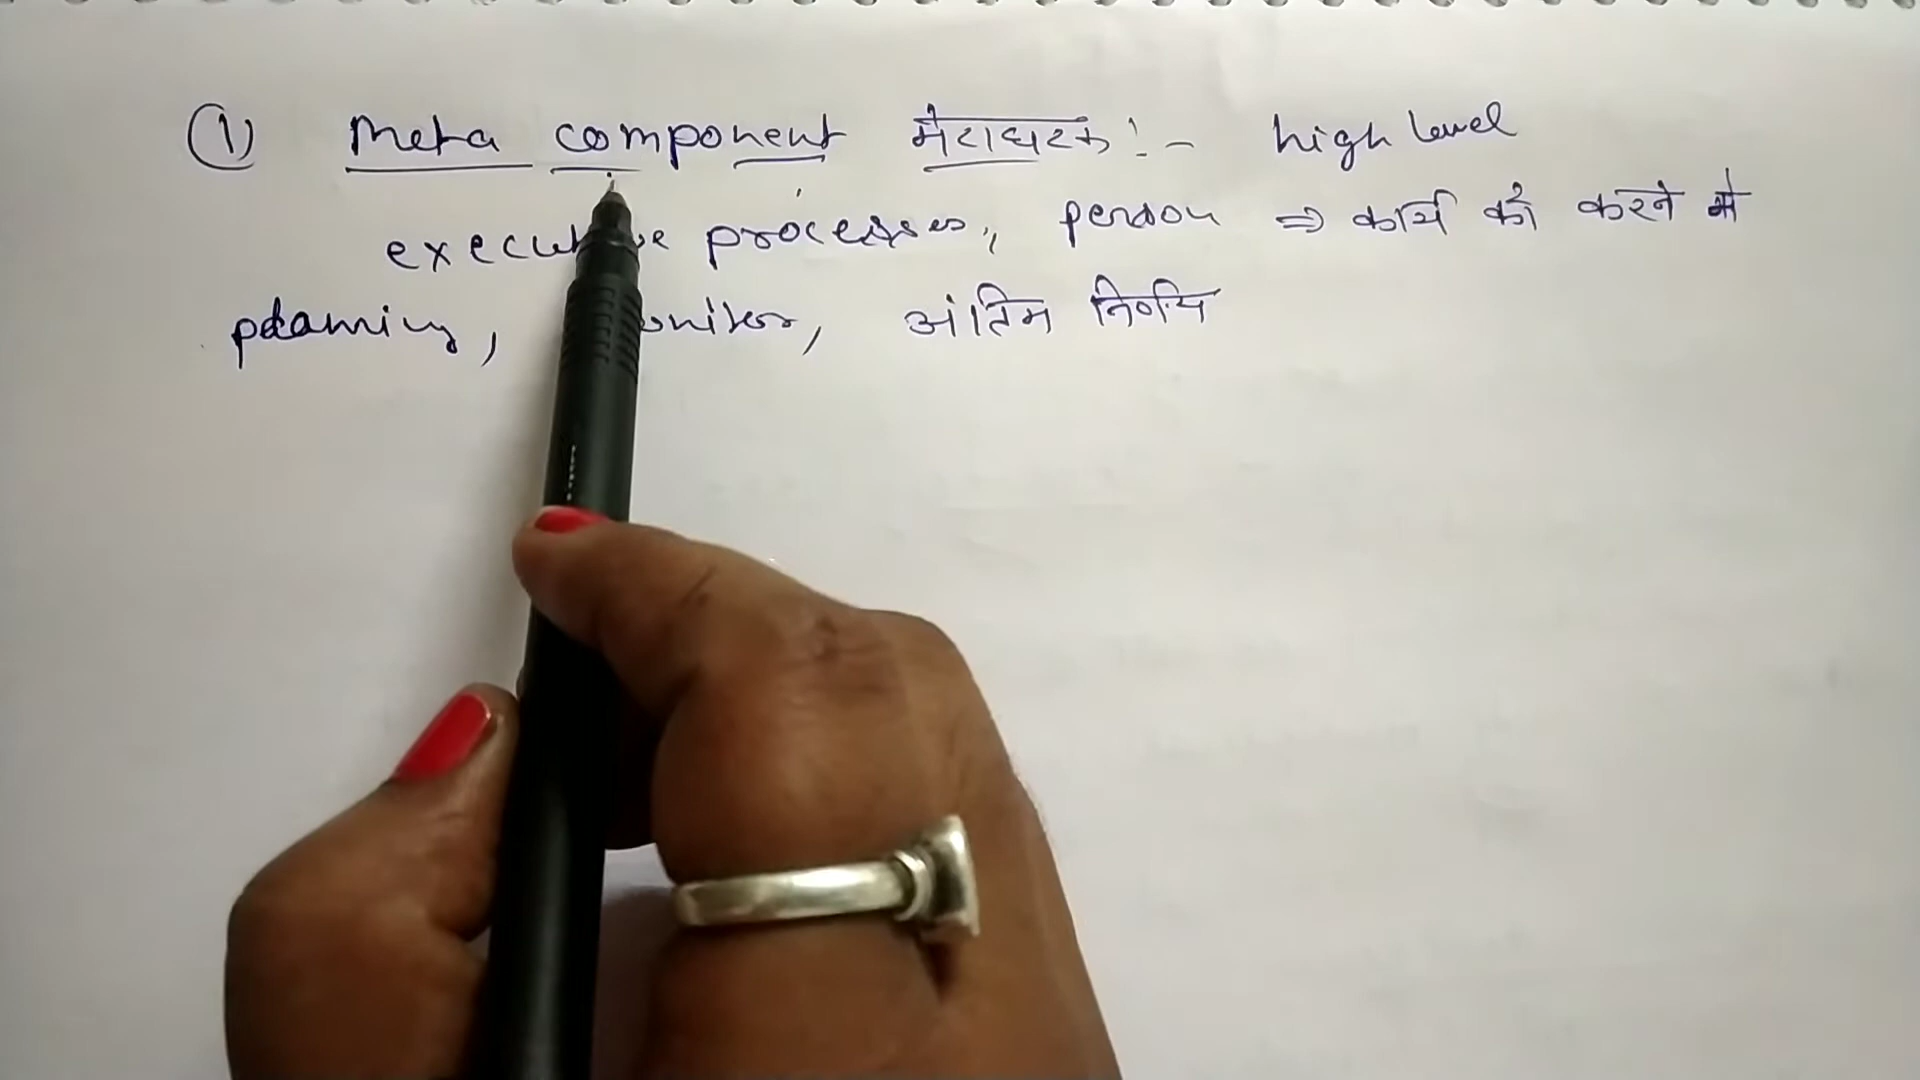 ① Meta component मेटाघटक :- high level
executive processes, person ⇒ कार्य को करने मे
planning, monitor, अंतिम निर्णय